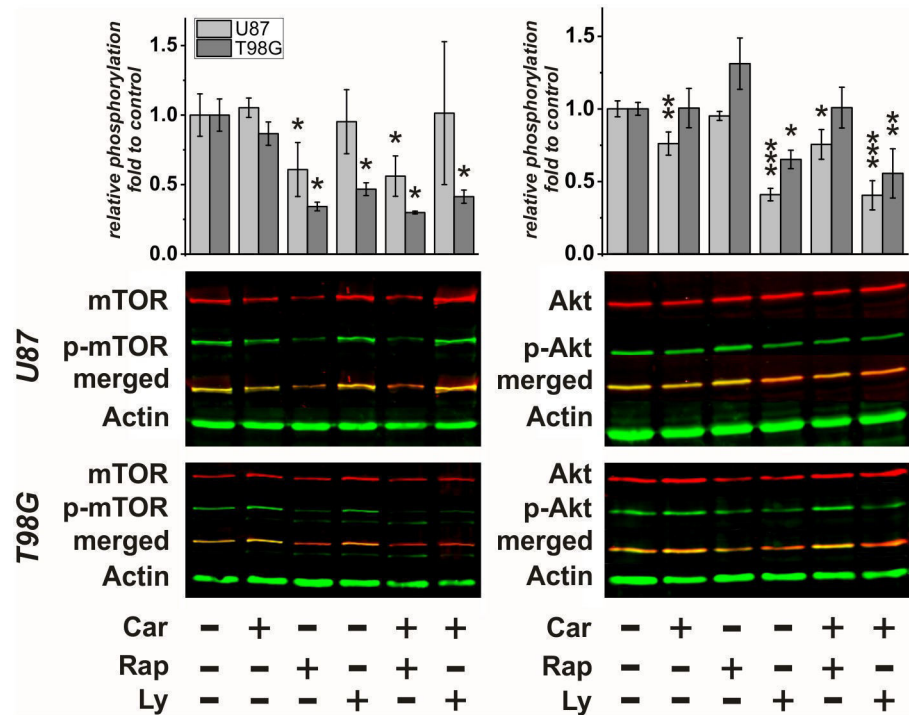 relative phosphorylation
fold to control
1.5
1.0
0.5
0.0
U87
T98G
*
*
*
*
*
*
relative phosphorylation
fold to control
1.5
1.0
0.5
0.0
**
***
*
*
***
**
U87
mTOR
p-mTOR
merged
Actin
Akt
p-Akt
merged
Actin
T98G
mTOR
p-mTOR
merged
Actin
Akt
p-Akt
merged
Actin
Car − + − − + +
Rap − − + − + −
Ly − − − + − +
Car − + − − + +
Rap − − + − + −
Ly − − − + − +